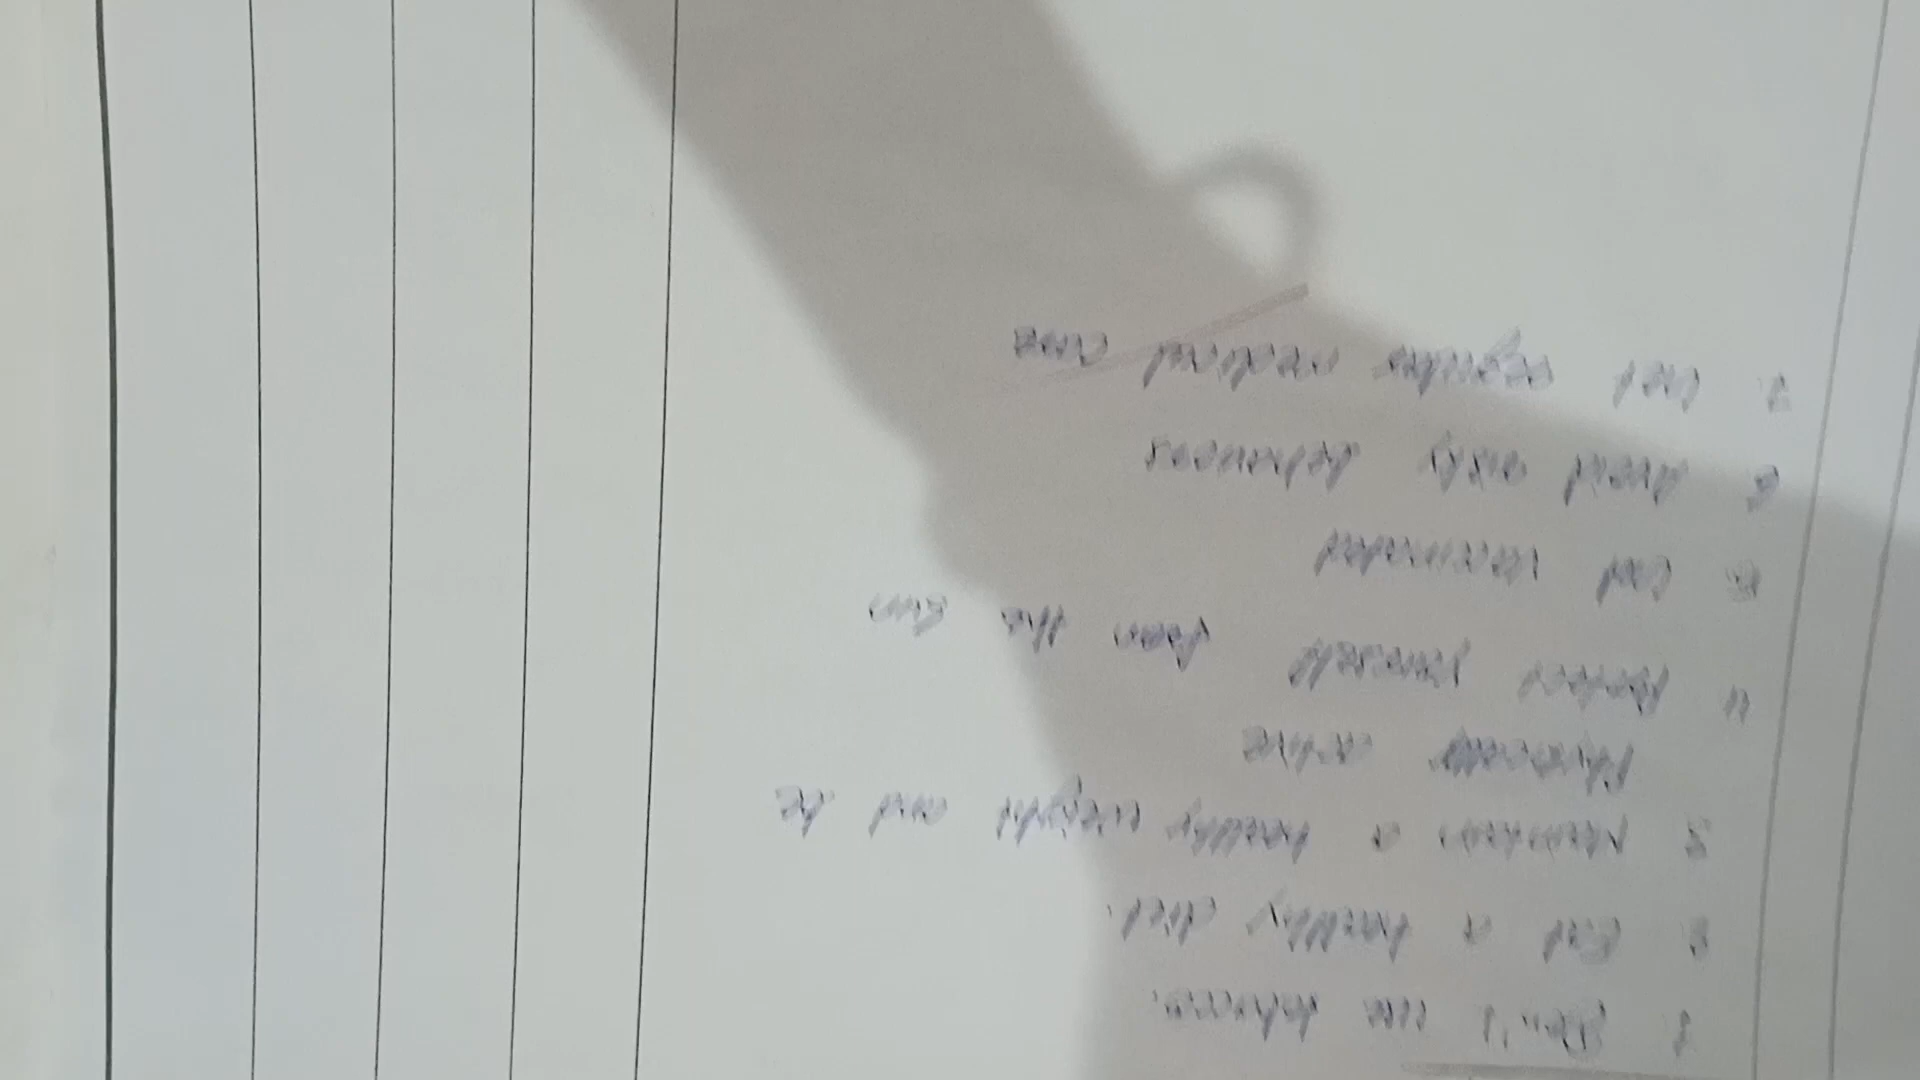 1 Don't use tobacco.
2 Eat a healthy diet.
3 Maintain a healthy weight and be
physically active
4 Protect yourself from the sun
5 Get vaccinated
6 Avoid risky behaviors
7. Get regular medical care